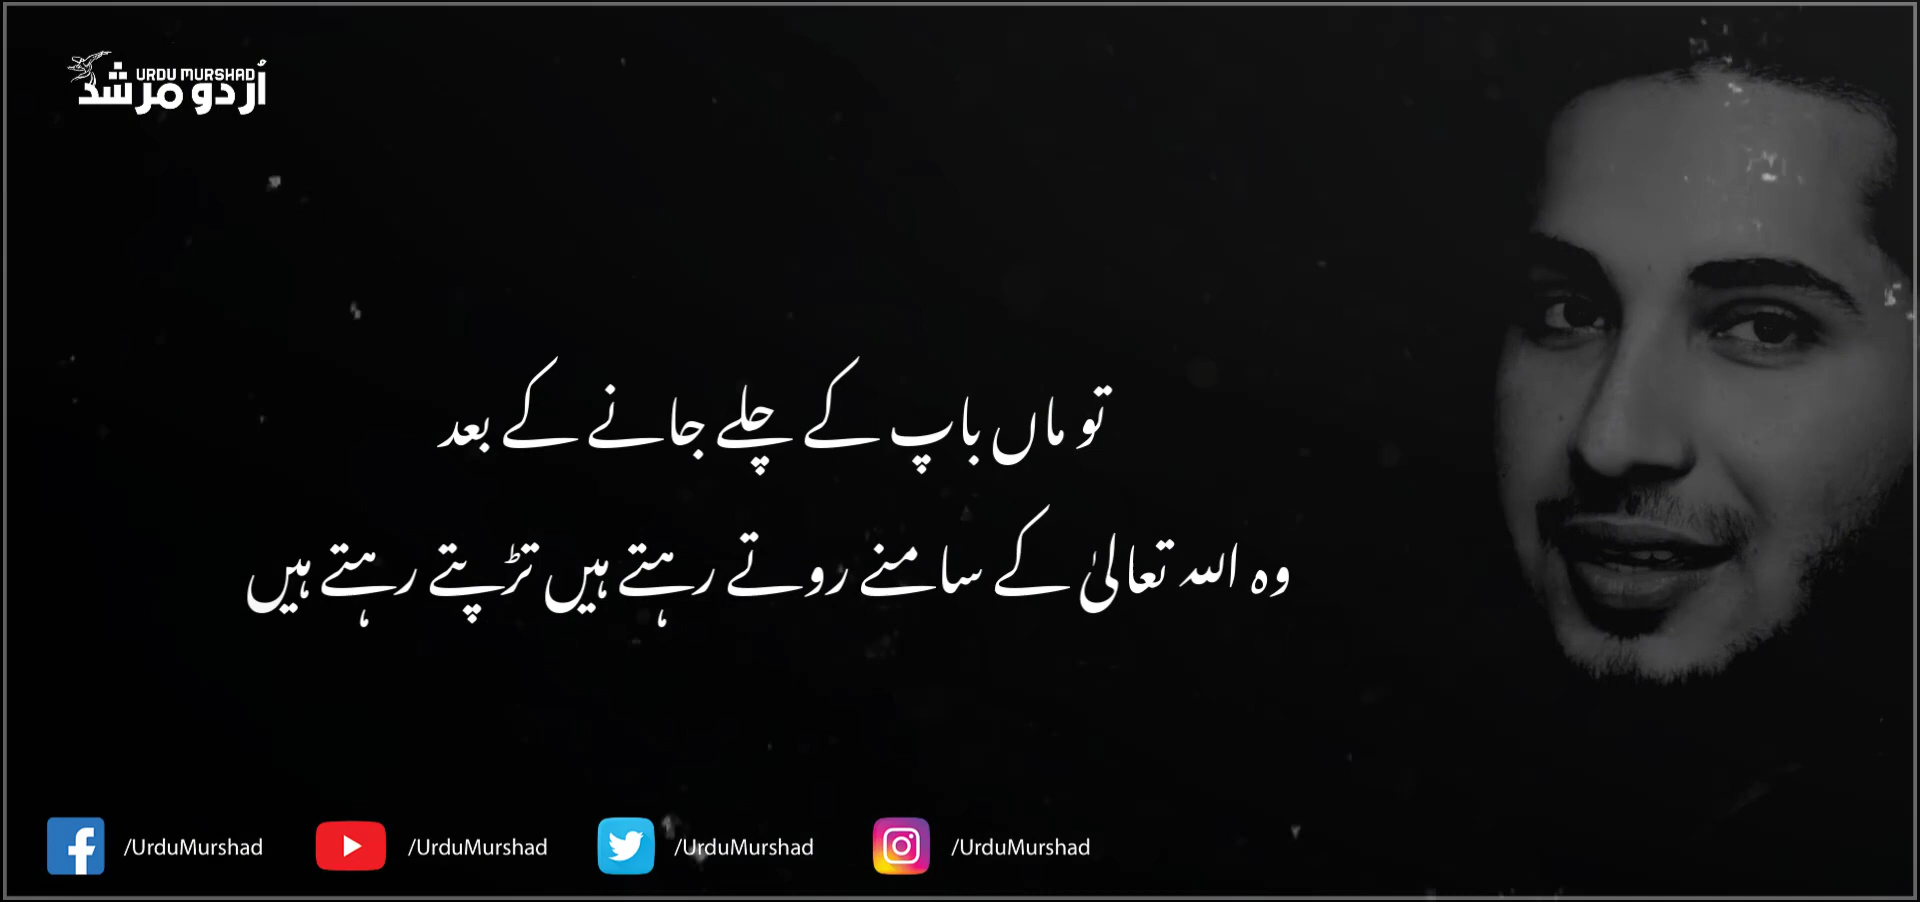 URDU MURSHAD
اُردو مرشد
تو ماں باپ کے چلے جانے کے بعد
وہ اللہ تعالیٰ کے سامنے روتے رہتے ہیں تڑپتے رہتے ہیں
/UrduMurshad /UrduMurshad /UrduMurshad /UrduMurshad